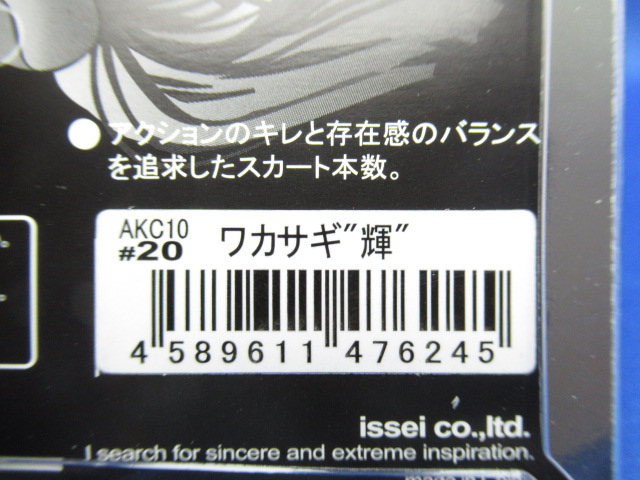 ● アクションのキレと存在感のバランス
を追求したスカート本数。
AKC10
#20 ワカサギ"輝"
4 589611 476245
issei co.,ltd.
I search for sincere and extreme inspiration.